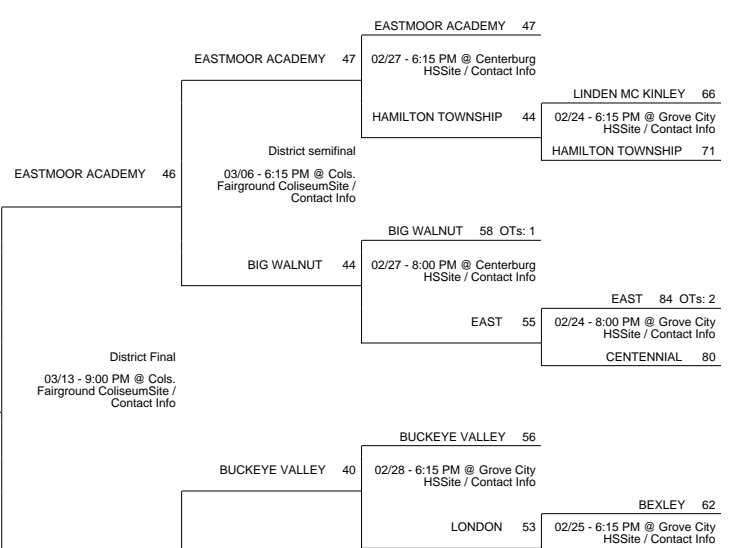 EASTMOOR ACADEMY 47
EASTMOOR ACADEMY 47
02/27 - 6:15 PM @ Centerburg
HSSite / Contact Info
LINDEN MC KINLEY 66
HAMILTON TOWNSHIP 44
02/24 - 6:15 PM @ Grove City
HSSite / Contact Info
HAMILTON TOWNSHIP 71
District semifinal
EASTMOOR ACADEMY 46
03/06 - 6:15 PM @ Cols.
Fairground ColiseumSite /
Contact Info
BIG WALNUT 58 OTs: 1
BIG WALNUT 44
02/27 - 8:00 PM @ Centerburg
HSSite / Contact Info
EAST 84 OTs: 2
EAST 55
02/24 - 8:00 PM @ Grove City
HSSite / Contact Info
CENTENNIAL 80
District Final
03/13 - 9:00 PM @ Cols.
Fairground ColiseumSite /
Contact Info
BUCKEYE VALLEY 56
BUCKEYE VALLEY 40
02/28 - 6:15 PM @ Grove City
HSSite / Contact Info
BEXLEY 62
LONDON 53
02/25 - 6:15 PM @ Grove City
HSSite / Contact Info